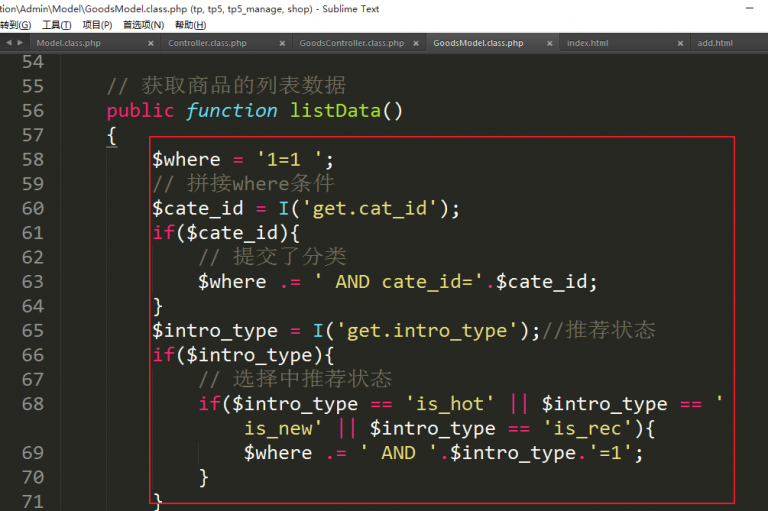 tion\Admin\Model\GoodsModel.class.php (tp, tp5, tp5_manage, shop) - Sublime Text
转到(G) 工具(T) 项目(P) 首选项(N) 帮助(H)
Model.class.php × Controller.class.php × GoodsController.class.php × GoodsModel.class.php × index.html × add.html
54
55 // 获取商品的列表数据
56 public function listData()
57 {
58 $where = '1=1 ';
59 // 拼接where条件
60 $cate_id = I('get.cat_id');
61 if($cate_id){
62 // 提交了分类
63 $where .= ' AND cate_id='.$cate_id;
64 }
65 $intro_type = I('get.intro_type');//推荐状态
66 if($intro_type){
67 // 选择中推荐状态
68 if($intro_type == 'is_hot' || $intro_type == '
is_new' || $intro_type == 'is_rec'){
69 $where .= ' AND '.$intro_type.'=1';
70 }
71 }